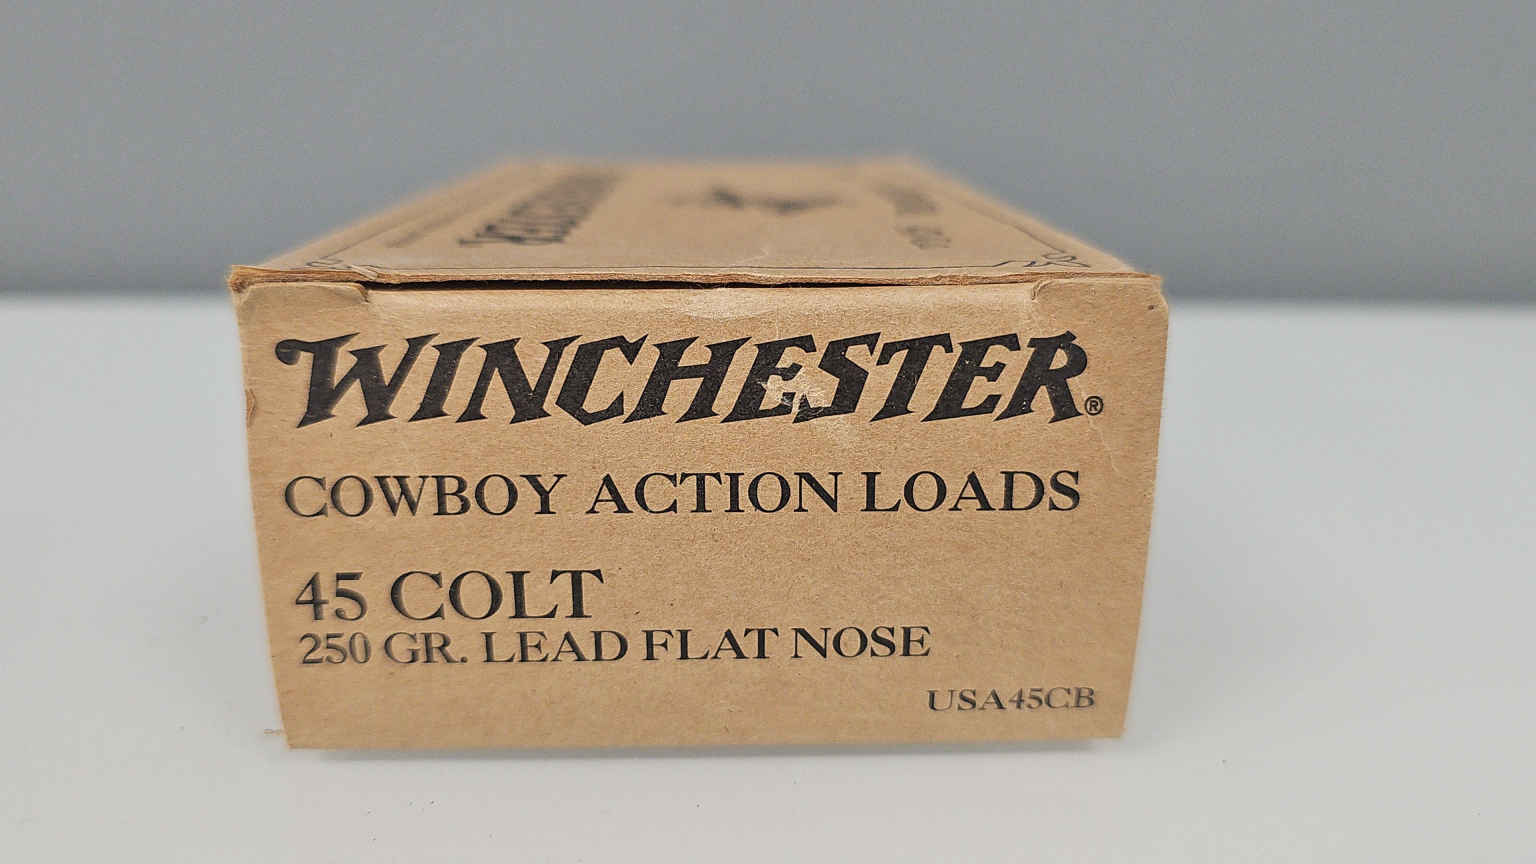 WINCHESTER®
COWBOY ACTION LOADS
45 COLT
250 GR. LEAD FLAT NOSE
USA45CB